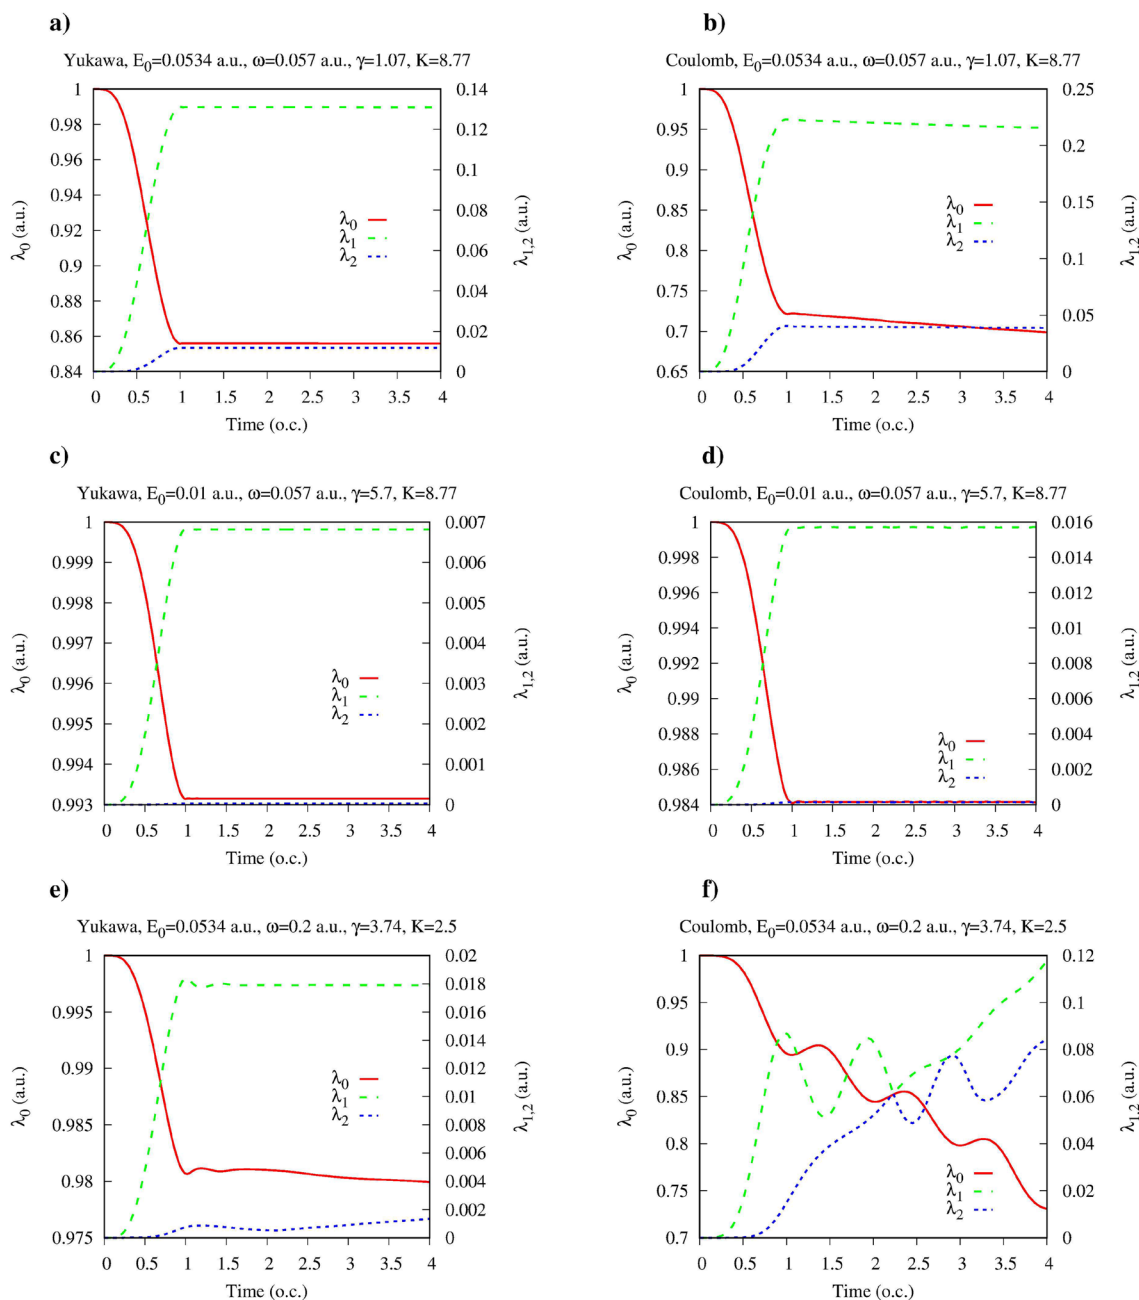 a)
Yukawa, E0=0.0534 a.u., ω=0.057 a.u., γ=1.07, K=8.77
1
0.98
0.96
0.94
0.92
0.9
0.88
0.86
0.84
0.14
0.12
0.1
0.08
0.06
0.04
0.02
0
λ0 (a.u.)
λ1,2 (a.u.)
λ0
λ1
λ2
0 0.5 1 1.5 2 2.5 3 3.5 4
Time (o.c.)
b)
Coulomb, E0=0.0534 a.u., ω=0.057 a.u., γ=1.07, K=8.77
1
0.95
0.9
0.85
0.8
0.75
0.7
0.65
0.25
0.2
0.15
0.1
0.05
0
λ0 (a.u.)
λ1,2 (a.u.)
λ0
λ1
λ2
0 0.5 1 1.5 2 2.5 3 3.5 4
Time (o.c.)
c)
Yukawa, E0=0.01 a.u., ω=0.057 a.u., γ=5.7, K=8.77
1
0.999
0.998
0.997
0.996
0.995
0.994
0.993
0.007
0.006
0.005
0.004
0.003
0.002
0.001
0
λ0 (a.u.)
λ1,2 (a.u.)
λ0
λ1
λ2
0 0.5 1 1.5 2 2.5 3 3.5 4
Time (o.c.)
d)
Coulomb, E0=0.01 a.u., ω=0.057 a.u., γ=5.7, K=8.77
1
0.998
0.996
0.994
0.992
0.99
0.988
0.986
0.984
0.016
0.014
0.012
0.01
0.008
0.006
0.004
0.002
0
λ0 (a.u.)
λ1,2 (a.u.)
λ0
λ1
λ2
0 0.5 1 1.5 2 2.5 3 3.5 4
Time (o.c.)
e)
Yukawa, E0=0.0534 a.u., ω=0.2 a.u., γ=3.74, K=2.5
1
0.995
0.99
0.985
0.98
0.975
0.02
0.018
0.016
0.014
0.012
0.01
0.008
0.006
0.004
0.002
0
λ0 (a.u.)
λ1,2 (a.u.)
λ0
λ1
λ2
0 0.5 1 1.5 2 2.5 3 3.5 4
Time (o.c.)
f)
Coulomb, E0=0.0534 a.u., ω=0.2 a.u., γ=3.74, K=2.5
1
0.95
0.9
0.85
0.8
0.75
0.7
0.12
0.1
0.08
0.06
0.04
0.02
0
λ0 (a.u.)
λ1,2 (a.u.)
λ0
λ1
λ2
0 0.5 1 1.5 2 2.5 3 3.5 4
Time (o.c.)